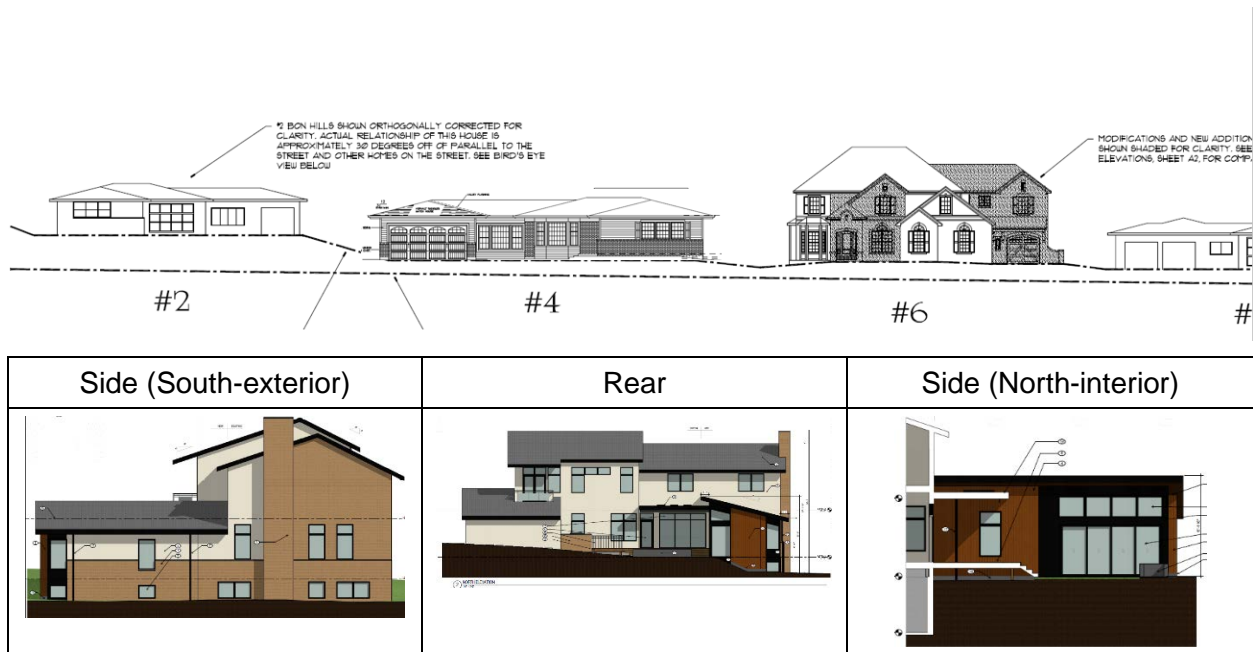 #2 BON HILLS SHOWN ORTHOGONALLY CORRECTED FOR
CLARITY. ACTUAL RELATIONSHIP OF THIS HOUSE IS
APPROXIMATELY 30 DEGREES OFF OF PARALLEL TO THE
STREET AND OTHER HOMES ON THE STREET. SEE BIRD'S EYE
VIEW BELOW
MODIFICATIONS AND NEW ADDITION
SHOWN SHADED FOR CLARITY. SEE
ELEVATIONS, SHEET A2, FOR COMP
#2
#4
#6
#
Side (South-exterior)
Rear
Side (North-interior)
NORTH ELEVATION